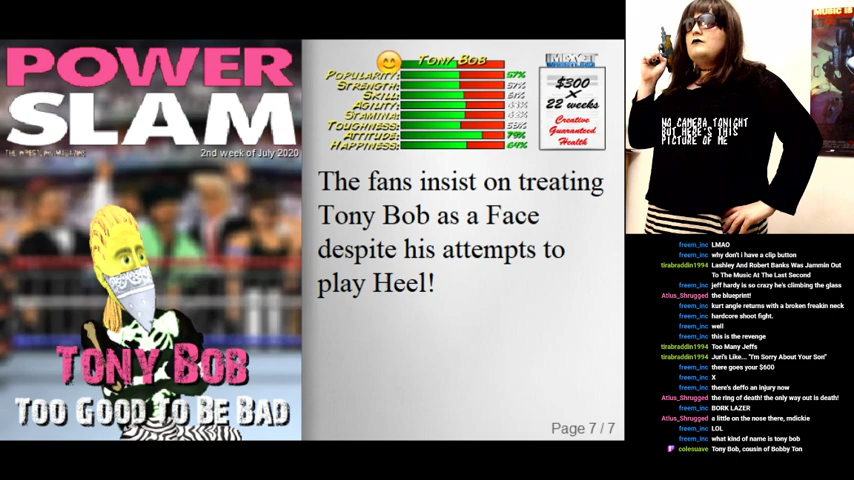 POWER
SLAM
THE WRESTLING MAGAZINE
2nd week of July 2020
TONY BOB
TOO GOOD TO BE BAD
TONY BOB
POPULARITY: 67%
STRENGTH: 57%
SKILL: 61%
AGILITY:
STAMINA:
TOUGHNESS:
ATTITUDE: 79%
HAPPINESS: 64%
IMPACT
WRESTLING
$300
X
22 weeks
Creative
Guaranteed
Health
The fans insist on treating
Tony Bob as a Face
despite his attempts to
play Heel!
Page 7 / 7
MUSIC IS
NO CAMERA TONIGHT
BUT HERE'S THIS
PICTURE OF ME
freem_inc LMAO
freem_inc why don't i have a clip button
tirabraddin1994 Lashley And Robert Banks Was Jammin Out
To The Music At The Last Second
freem_inc jeff hardy is so crazy he's climbing the glass
Atlus_Shrugged the blueprint!
freem_inc kurt angle returns with a broken freakin neck
freem_inc hardcore shoot fight.
freem_inc well
freem_inc this is the revenge
tirabraddin1994 Too Many Jeffs
tirabraddin1994 Juri's Like... "I'm Sorry About Your Son"
freem_inc there goes your $600
freem_inc X
freem_inc there's deffo an injury now
Atlus_Shrugged the ring of death! the only way out is death!
freem_inc BORK LAZER
Atlus_Shrugged a little on the nose there, mdickie
freem_inc LOL
freem_inc what kind of name is tony bob
colesuave Tony Bob, cousin of Bobby Ton